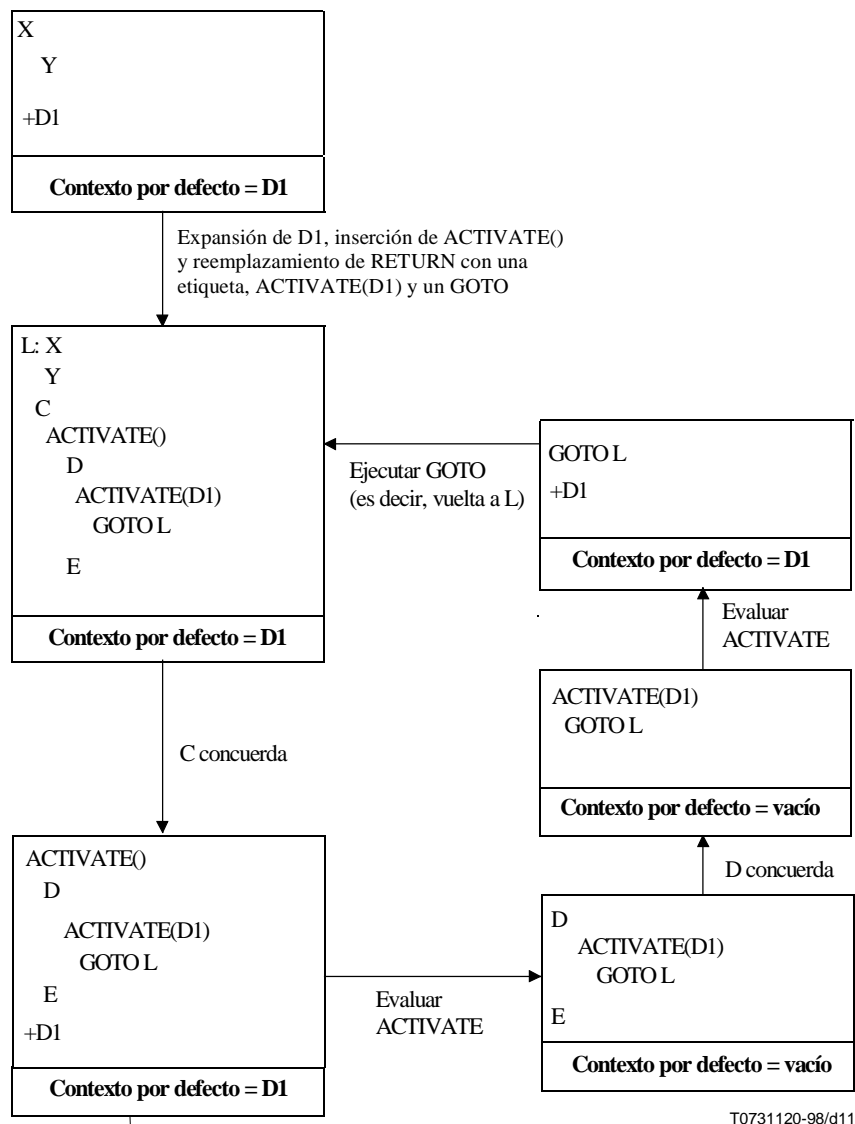 X
Y
+D1
Contexto por defecto = D1
Expansión de D1, inserción de ACTIVATE()
y reemplazamiento de RETURN con una
etiqueta, ACTIVATE(D1) y un GOTO
L: X
Y
C
ACTIVATE()
D
ACTIVATE(D1)
GOTO L
E
Contexto por defecto = D1
Ejecutar GOTO
(es decir, vuelta a L)
GOTO L
+D1
Contexto por defecto = D1
Evaluar
ACTIVATE
ACTIVATE(D1)
GOTO L
Contexto por defecto = vacío
C concuerda
D concuerda
ACTIVATE()
D
ACTIVATE(D1)
GOTO L
E
+D1
Contexto por defecto = D1
Evaluar
ACTIVATE
D
ACTIVATE(D1)
GOTO L
E
Contexto por defecto = vacío
T0731120-98/d11